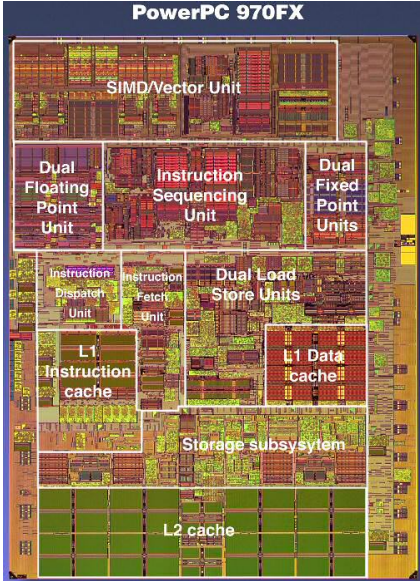 PowerPC 970FX
SIMD/Vector Unit
Dual
Floating
Point
Unit
Instruction
Sequencing
Unit
Dual
Fixed
Point
Units
Instruction
Dispatch
Unit
Instruction
Fetch
Unit
Dual Load
Store Units
L1
Instruction
cache
L1 Data
cache
Storage subsysytem
L2 cache